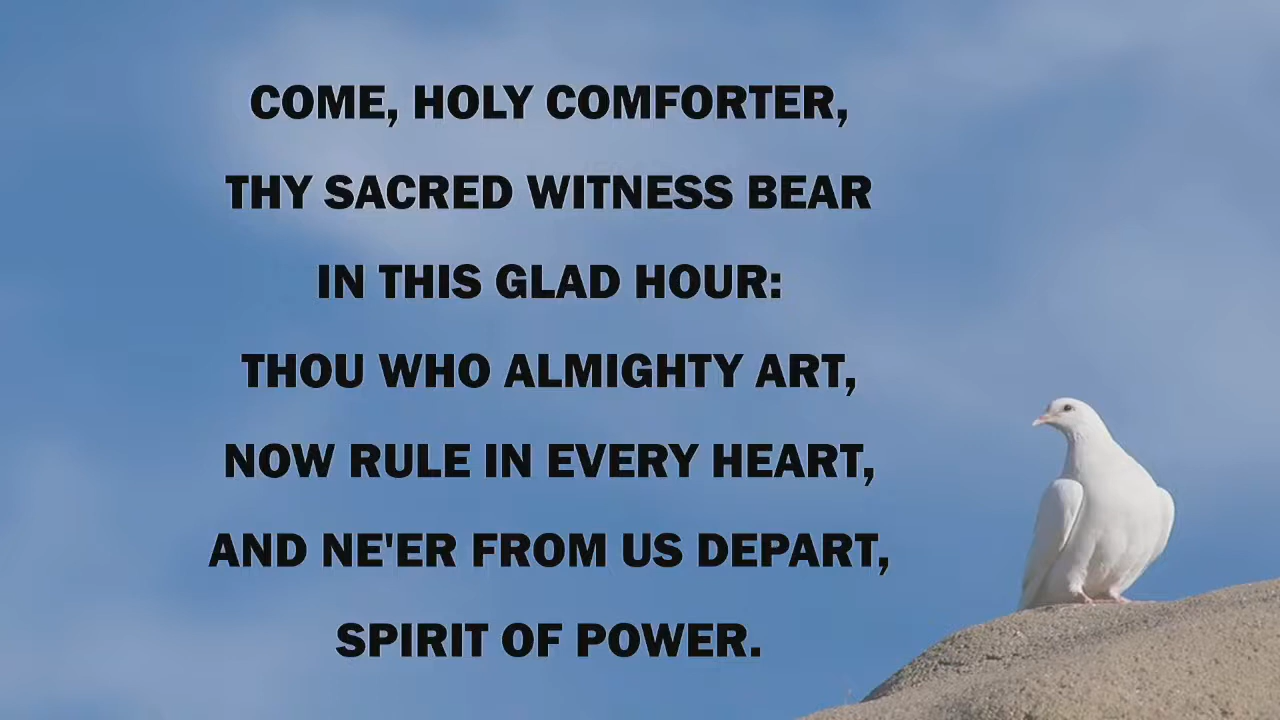 COME, HOLY COMFORTER,
THY SACRED WITNESS BEAR
IN THIS GLAD HOUR:
THOU WHO ALMIGHTY ART,
NOW RULE IN EVERY HEART,
AND NE'ER FROM US DEPART,
SPIRIT OF POWER.